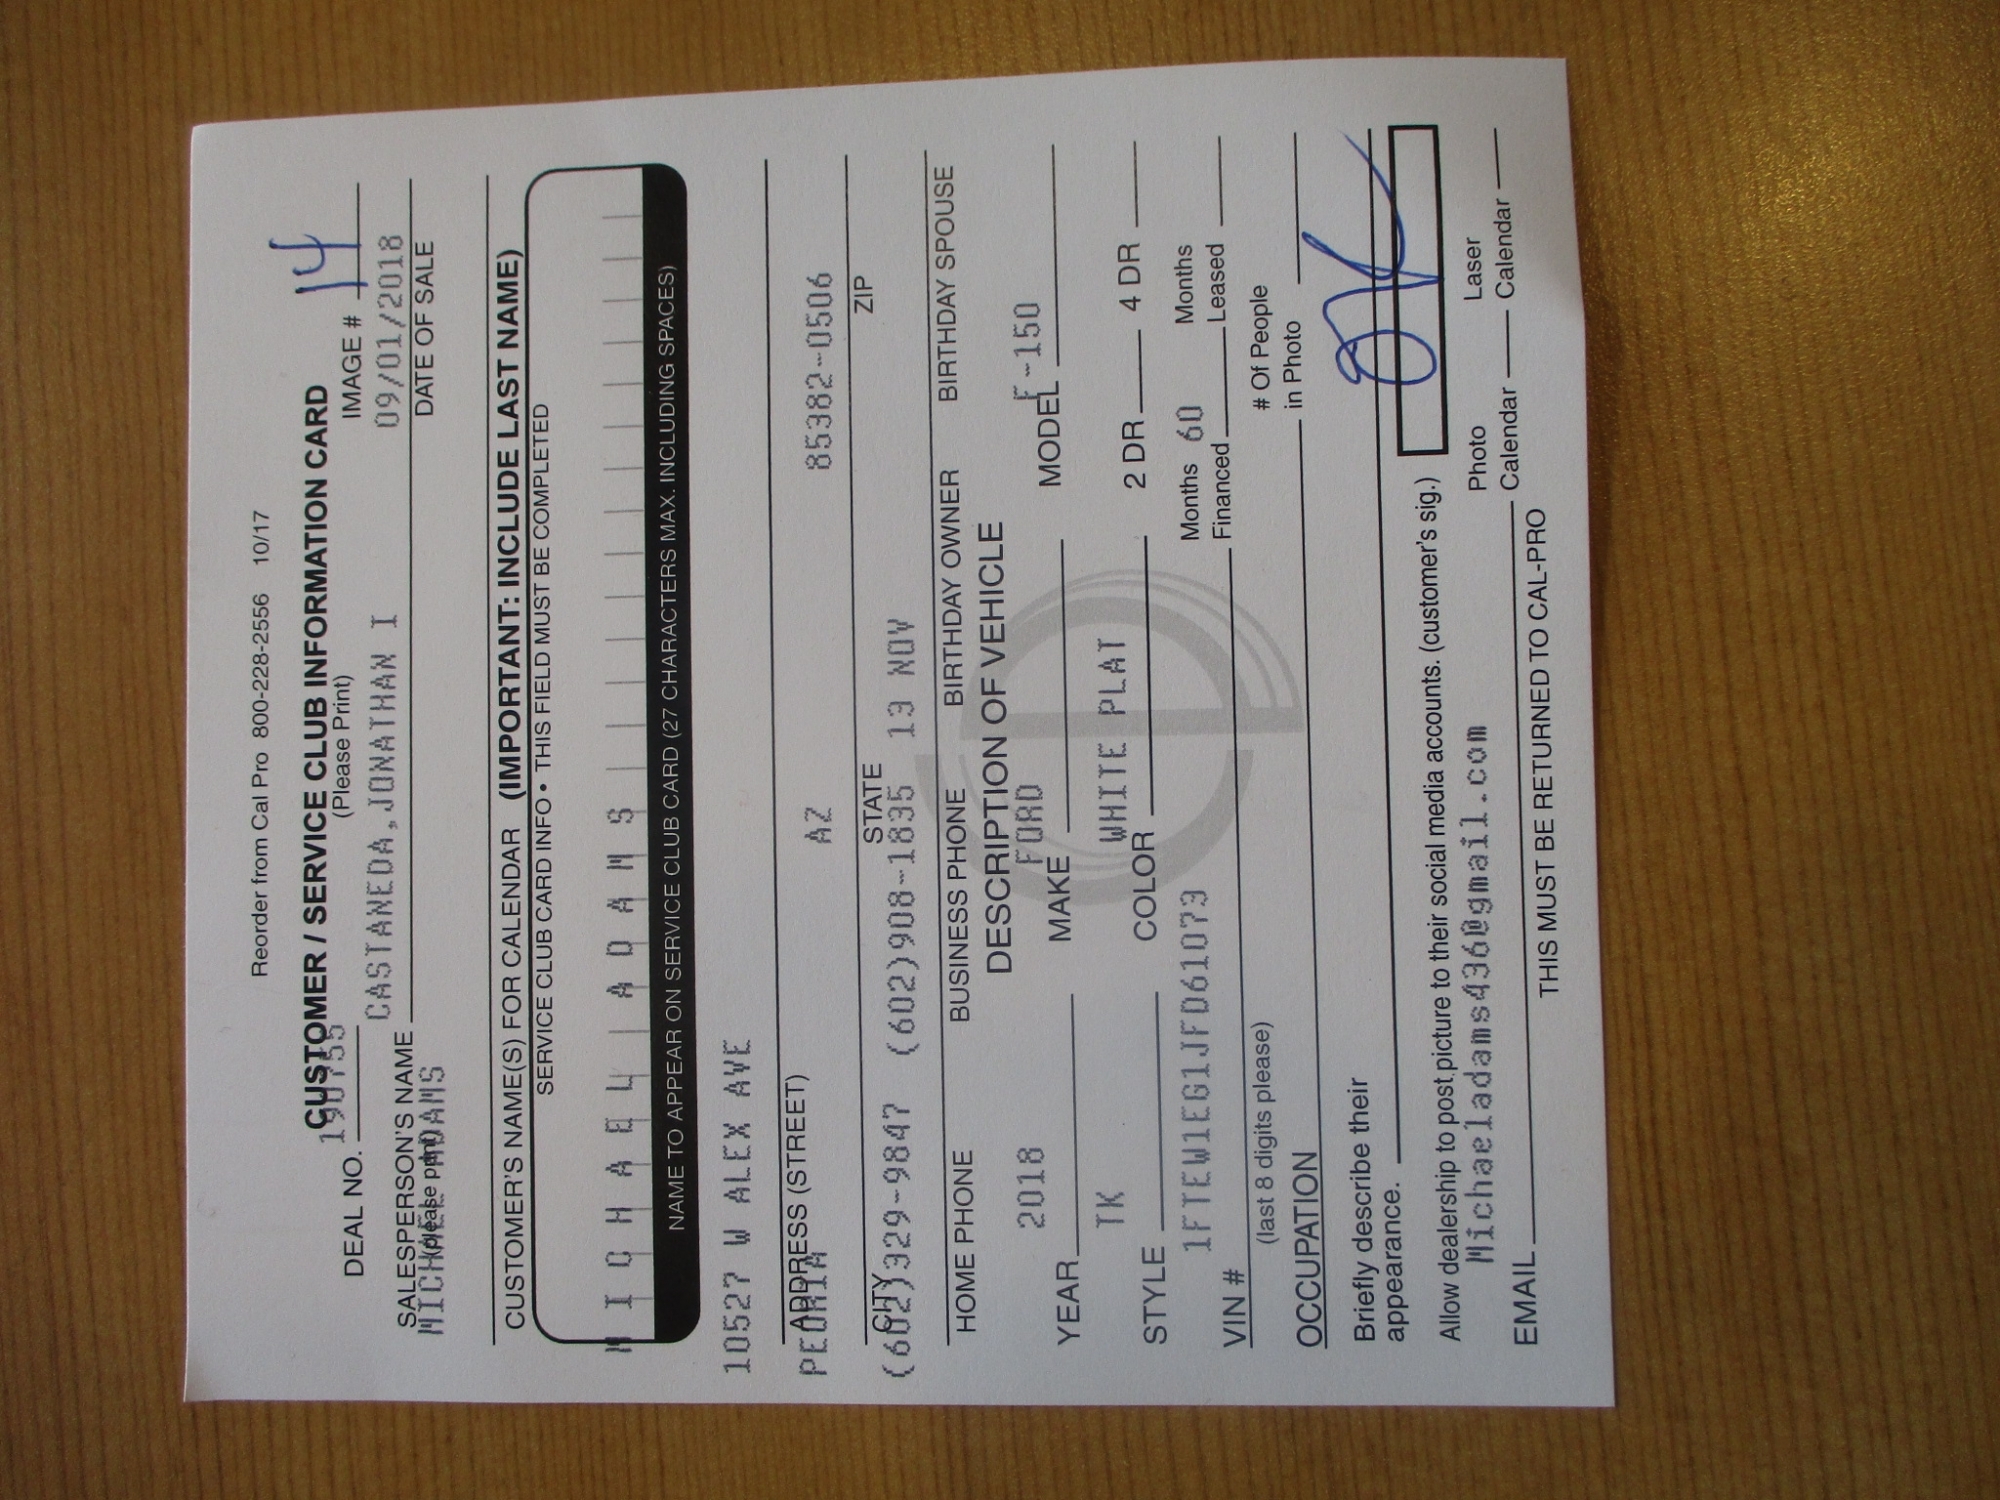 Reorder from Cal Pro 800-228-2556 10/17
CUSTOMER / SERVICE CLUB INFORMATION CARD
(Please Print)
DEAL NO. 1907155 IMAGE # 14
CASTANEDA,JONATHAN I 09/01/2018
SALESPERSON'S NAME DATE OF SALE
(please print)
MICHAEL ADAMS
CUSTOMER'S NAME(S) FOR CALENDAR (IMPORTANT: INCLUDE LAST NAME)
SERVICE CLUB CARD INFO • THIS FIELD MUST BE COMPLETED
M I C H A E L I A D A M S
NAME TO APPEAR ON SERVICE CLUB CARD (27 CHARACTERS MAX. INCLUDING SPACES)
10527 W ALEX AVE
ADDRESS (STREET)
PEORIA AZ 85382-0506
CITY STATE ZIP
(602)329-9847 (602)908-1835 13 NOV
HOME PHONE BUSINESS PHONE BIRTHDAY OWNER BIRTHDAY SPOUSE
DESCRIPTION OF VEHICLE
2018 FORD F-150
YEAR MAKE MODEL
TK WHITE PLAT
STYLE COLOR 2 DR. 4 DR
1FTEW1EG1JFD61073 Months 60 Months
VIN # Financed Leased
(last 8 digits please) # Of People
OCCUPATION in Photo
Briefly describe their
appearance.
Allow dealership to post picture to their social media accounts. (customer's sig.)
Michaeladams436@gmail.com Photo Laser
EMAIL Calendar Calendar
THIS MUST BE RETURNED TO CAL-PRO